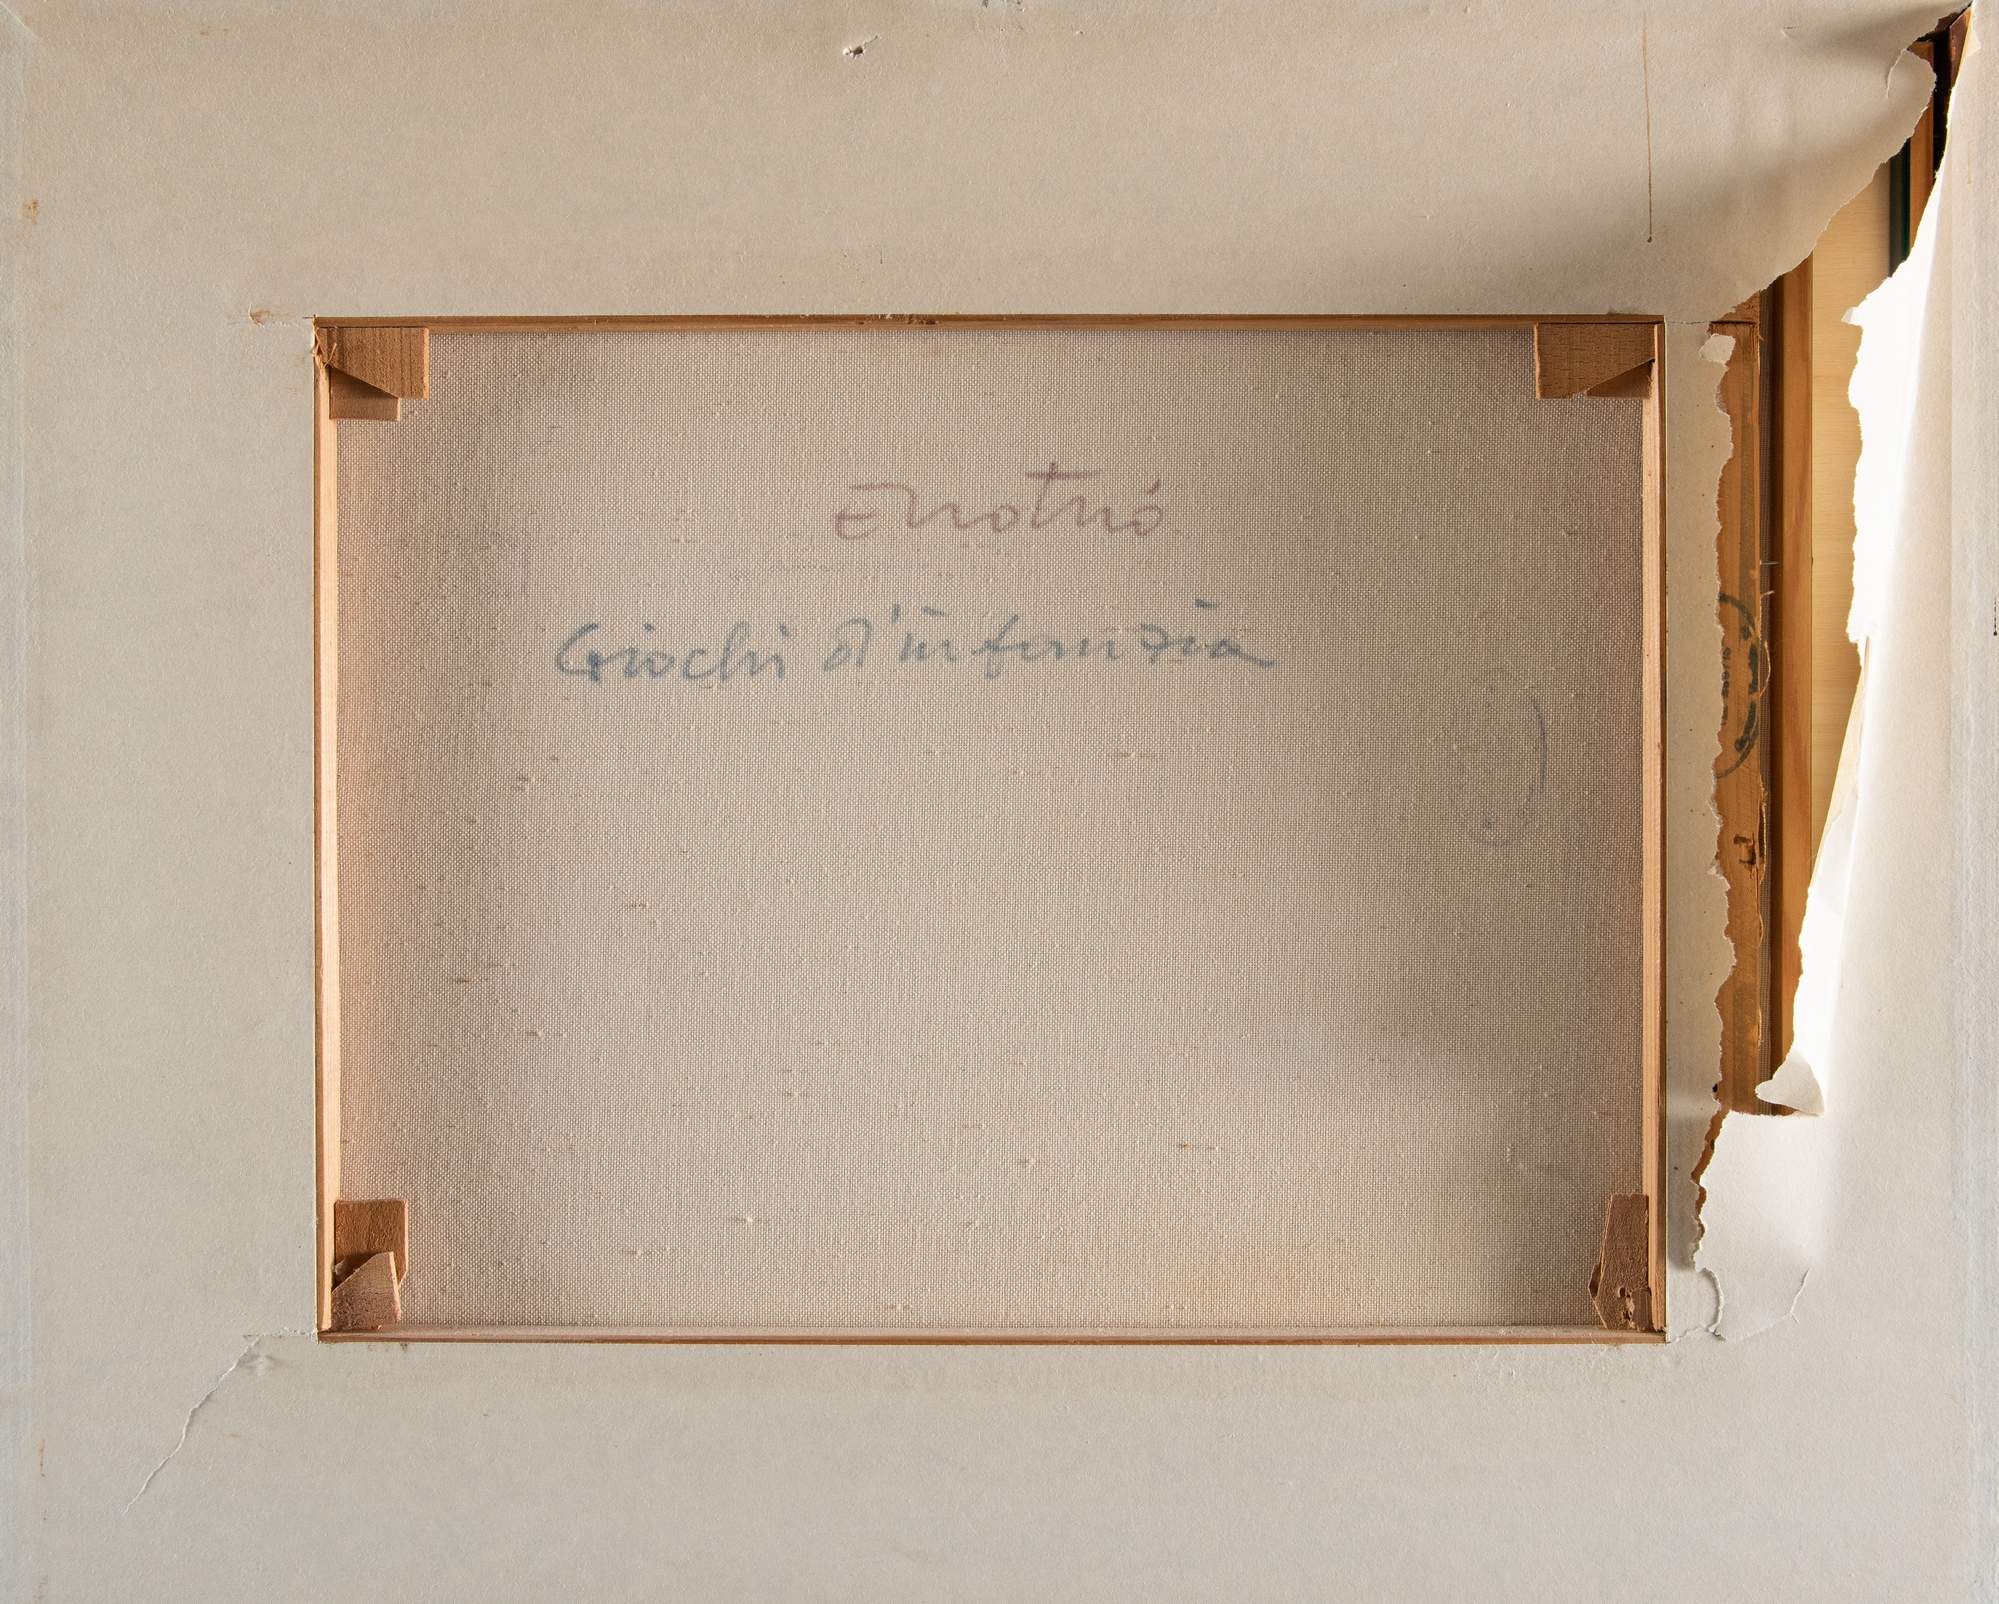 Enotrio
Giochi d'infanzia